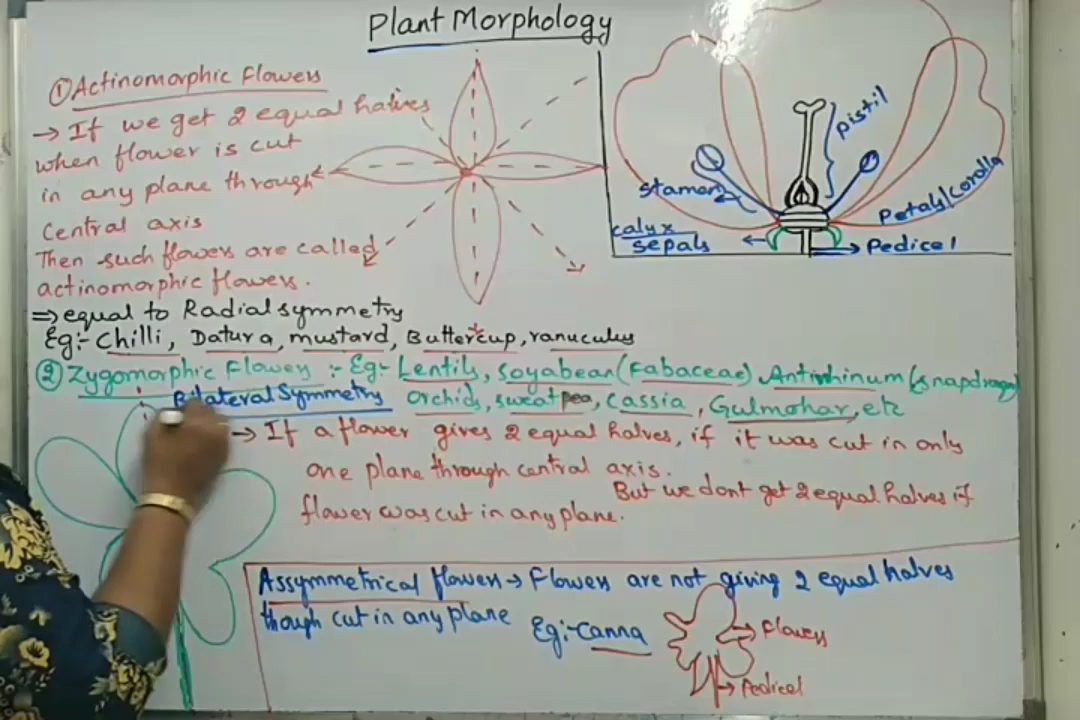 Plant Morphology
① Actinomorphic flowers
→ If we get 2 equal halves
when flower is cut
in any plane through
central axis
Then such flowers are called
actinomorphic flowers.
⇒ equal to Radial symmetry
Eg:- Chilli, Datura, mustard, Buttercup, ranuculus
pistil
stamen
Petals/corolla
calyx
sepals
Pedicel
② Zygomorphic Flower :- Eg:- Lentils, soyabean (Fabaceae) Antirrhinum (snapdragon)
Bilateral Symmetry Orchids, sweat pea, Cassia, Gulmohar, etc
→ If a flower gives 2 equal halves, if it was cut in only
one plane through central axis.
But we dont get 2 equal halves if
flower was cut in any plane.
Assymmetrical flowers → Flowers are not giving 2 equal halves
though cut in any plane Eg:- Canna
→ Flowers
→ Pedicel